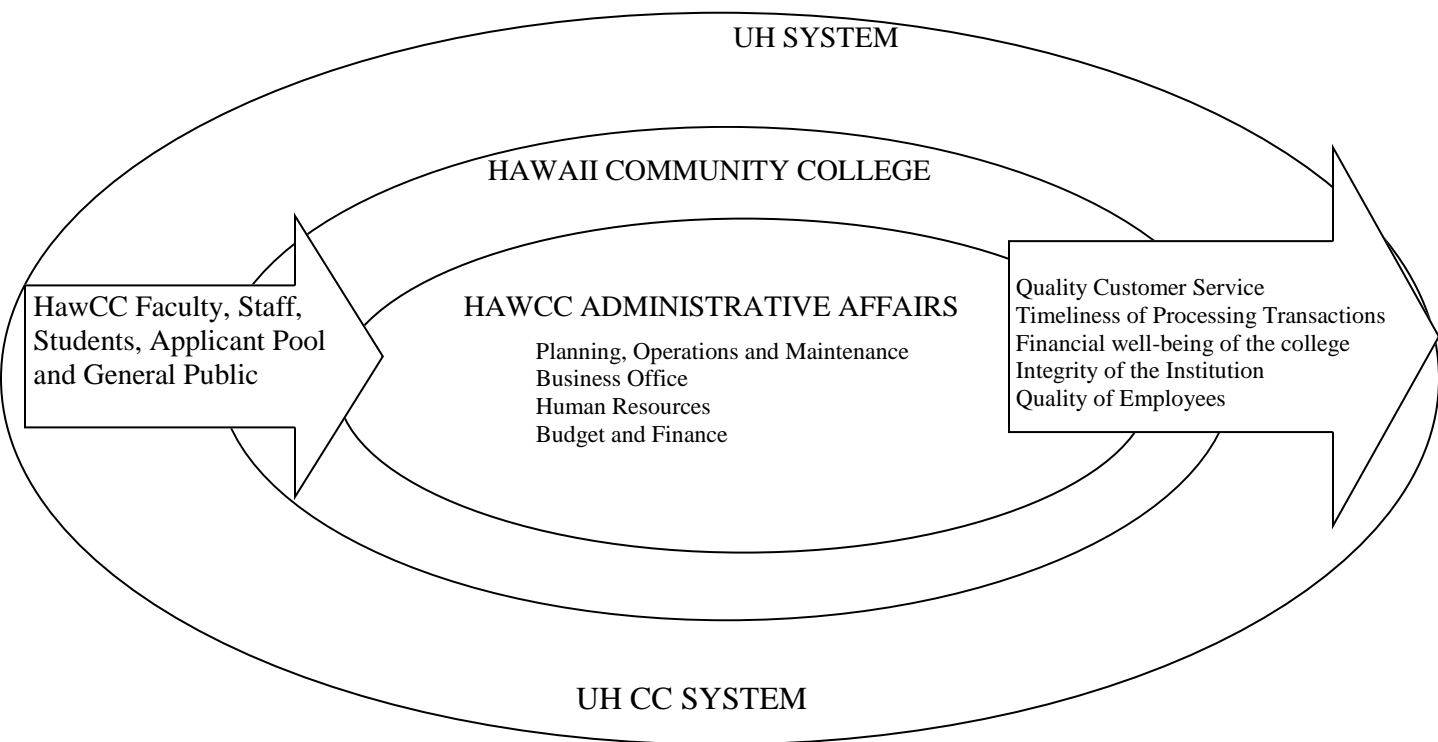 UH SYSTEM
HAWAII COMMUNITY COLLEGE
HawCC Faculty, Staff,
Students, Applicant Pool
and General Public
HAWCC ADMINISTRATIVE AFFAIRS
Planning, Operations and Maintenance
Business Office
Human Resources
Budget and Finance
Quality Customer Service
Timeliness of Processing Transactions
Financial well-being of the college
Integrity of the Institution
Quality of Employees
UH CC SYSTEM